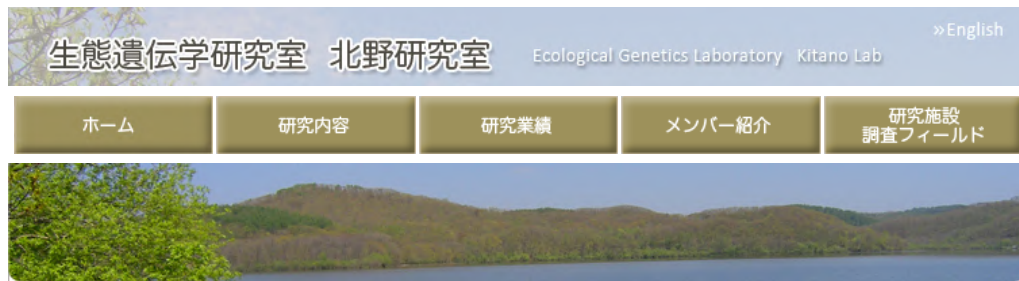 »English
生態遺伝学研究室 北野研究室 Ecological Genetics Laboratory Kitano Lab
ホーム 研究内容 研究業績 メンバー紹介 研究施設
調査フィールド